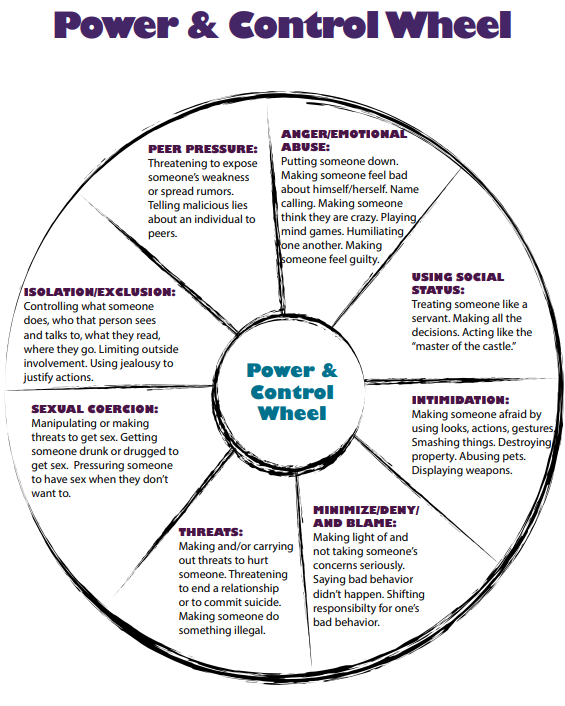 Power & Control Wheel
PEER PRESSURE:
Threatening to expose
someone's weakness
or spread rumors.
Telling malicious lies
about an individual to
peers.
ANGER/EMOTIONAL
ABUSE:
Putting someone down.
Making someone feel bad
about himself/herself. Name
calling. Making someone
think they are crazy. Playing
mind games. Humiliating
one another. Making
someone feel guilty.
USING SOCIAL
STATUS:
Treating someone like a
servant. Making all the
decisions. Acting like the
"master of the castle."
INTIMIDATION:
Making someone afraid by
using looks, actions, gestures.
Smashing things. Destroying
property. Abusing pets.
Displaying weapons.
MINIMIZE/DENY/
AND BLAME:
Making light of and
not taking someone's
concerns seriously.
Saying bad behavior
didn't happen. Shifting
responsibilty for one's
bad behavior.
THREATS:
Making and/or carrying
out threats to hurt
someone. Threatening
to end a relationship
or to commit suicide.
Making someone do
something illegal.
SEXUAL COERCION:
Manipulating or making
threats to get sex. Getting
someone drunk or drugged to
get sex.  Pressuring someone
to have sex when they don't
want to.
ISOLATION/EXCLUSION:
Controlling what someone
does, who that person sees
and talks to, what they read,
where they go. Limiting outside
involvement. Using jealousy to
justify actions.
Power &
Control
Wheel